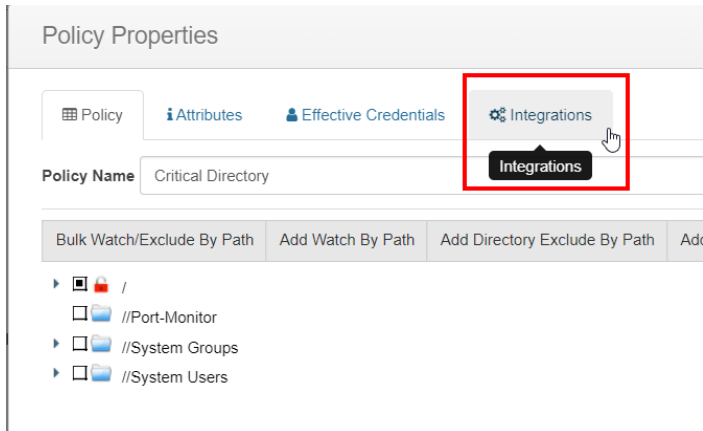 Policy Properties
Policy Attributes Effective Credentials Integrations
Integrations
Policy Name Critical Directory
Bulk Watch/Exclude By Path Add Watch By Path Add Directory Exclude By Path
/
//Port-Monitor
//System Groups
//System Users